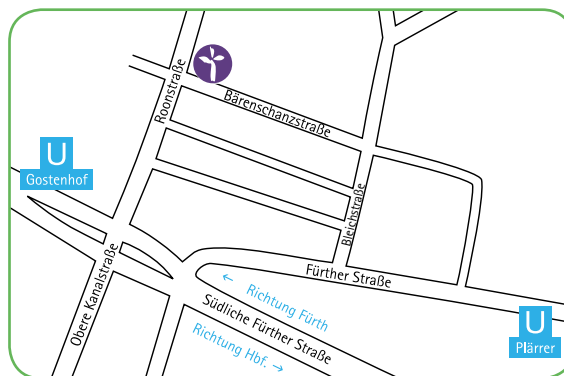 Roonstraße
Bärenschanzstraße
U
Gostenhof
Bleichstraße
Obere Kanalstraße
Fürther Straße
← Richtung Fürth
Südliche Fürther Straße
Richtung Hbf. →
U
Plärrer